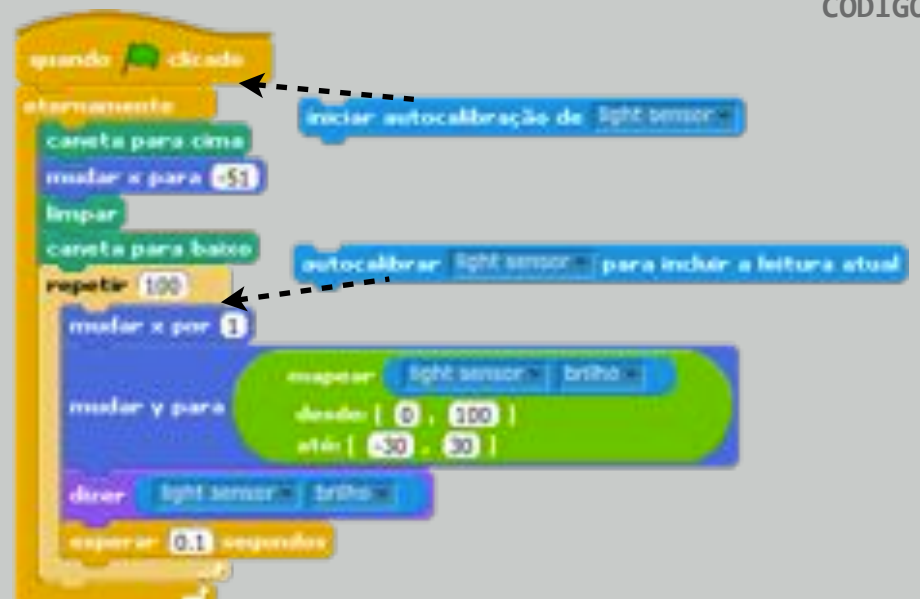 CÓDIGO
quando clicado
eternamente
iniciar autocalibração de light sensor
caneta para cima
mudar x para -51
limpar
caneta para baixo
autocalibrar light sensor para incluir a leitura atual
repetir 100
mudar x por 1
mapear light sensor brilho
mudar y para
desde: [ 0 , 100 ]
até: [ -30 , 30 ]
dizer light sensor brilho
esperar 0.1 segundos